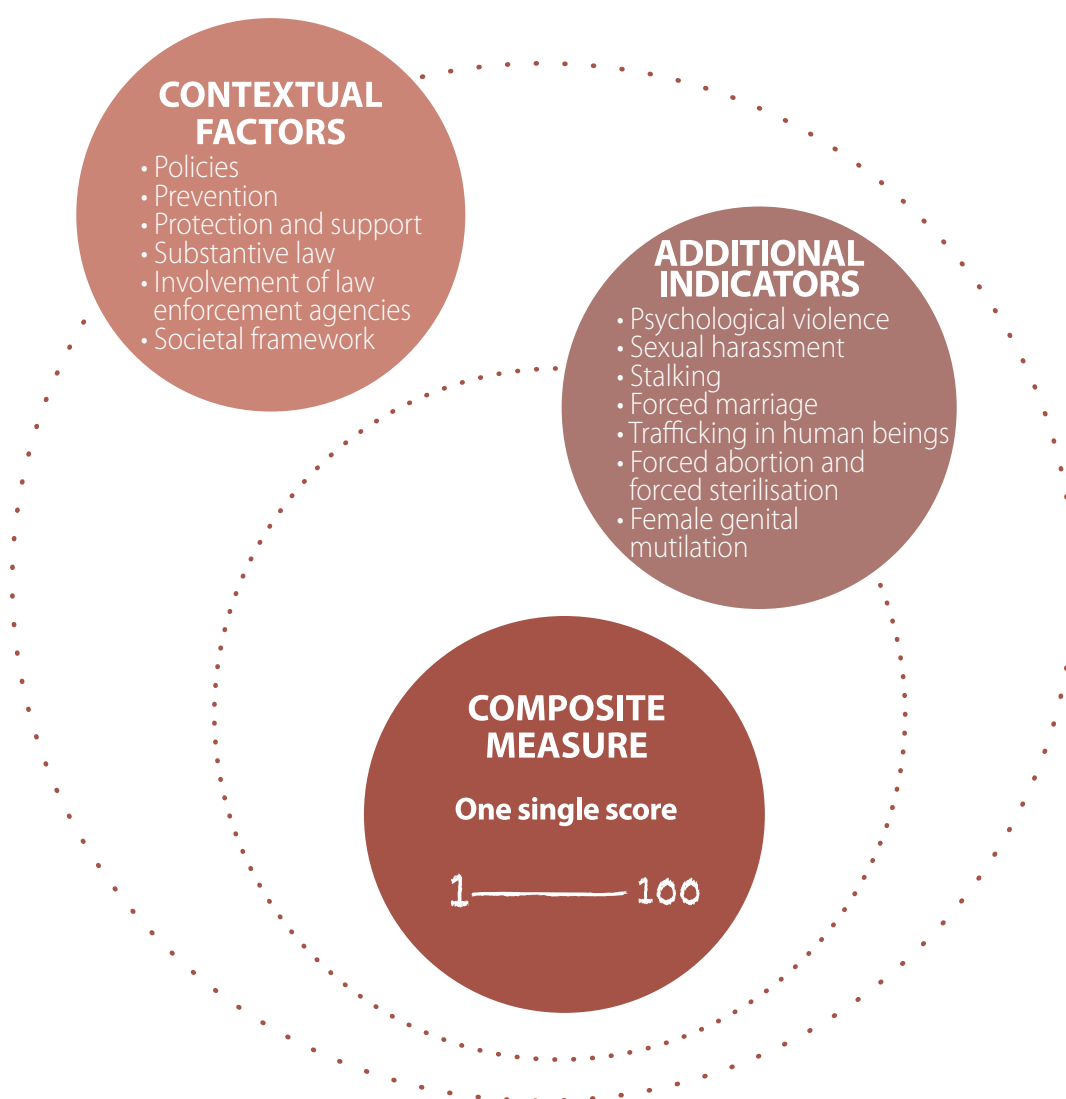 CONTEXTUAL
FACTORS
• Policies
• Prevention
• Protection and support
• Substantive law
• Involvement of law
enforcement agencies
• Societal framework
ADDITIONAL
INDICATORS
• Psychological violence
• Sexual harassment
• Stalking
• Forced marriage
• Trafficking in human beings
• Forced abortion and
forced sterilisation
• Female genital
mutilation
COMPOSITE
MEASURE
One single score
1 100